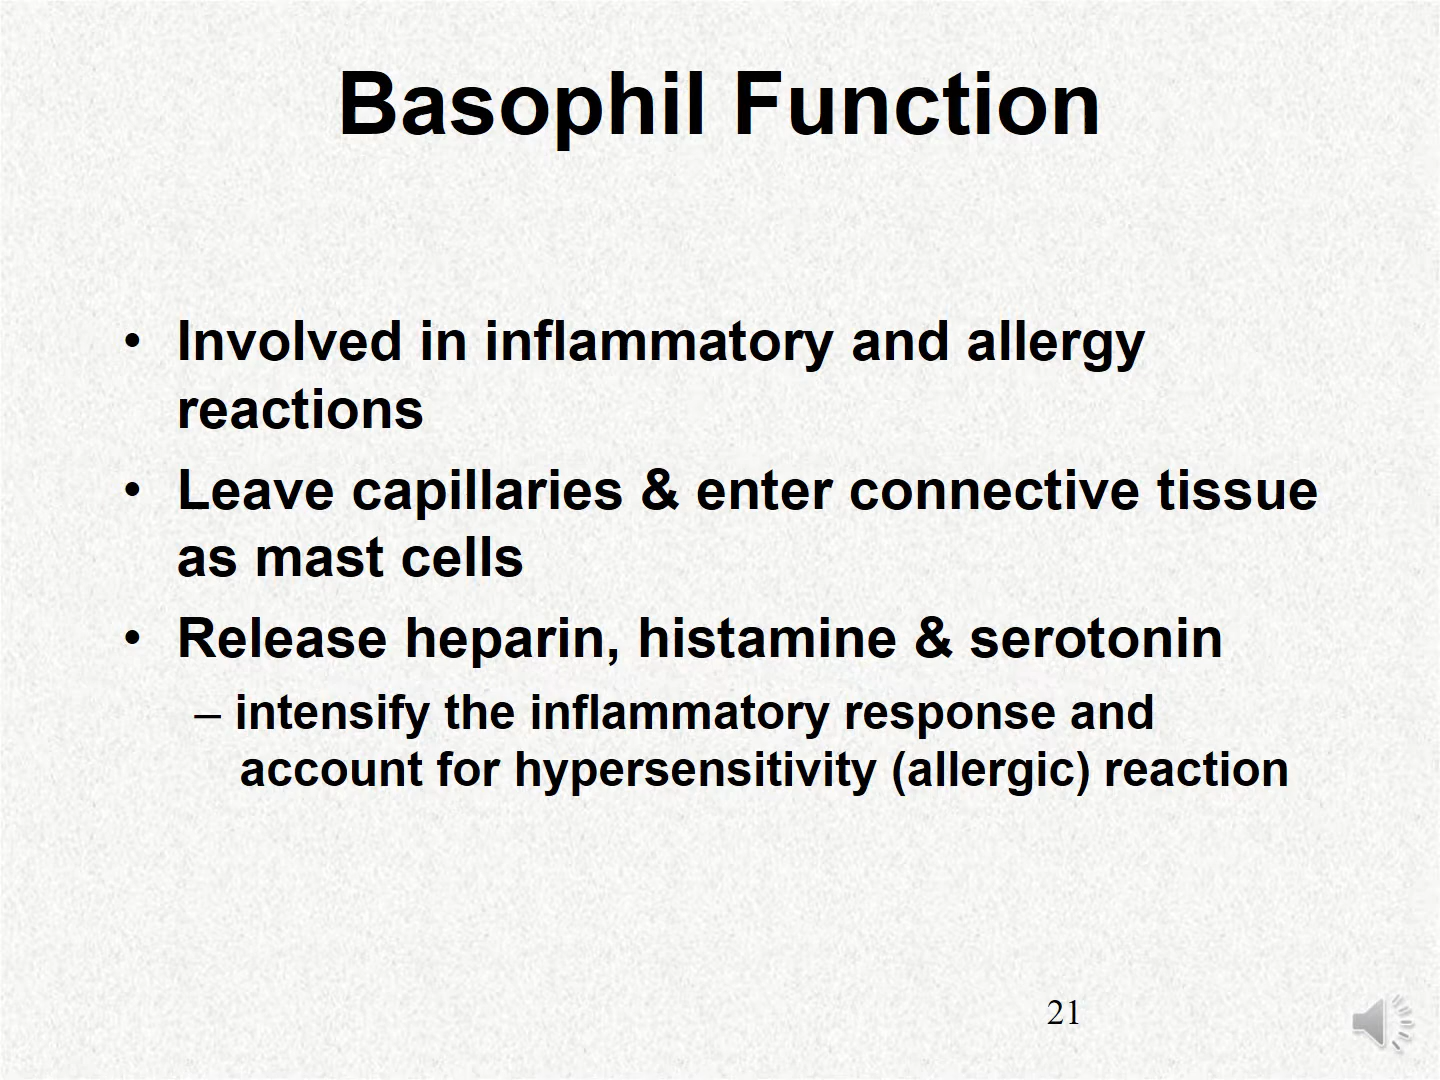 Basophil Function
• Involved in inflammatory and allergy
reactions
• Leave capillaries & enter connective tissue
as mast cells
• Release heparin, histamine & serotonin
– intensify the inflammatory response and
account for hypersensitivity (allergic) reaction
21